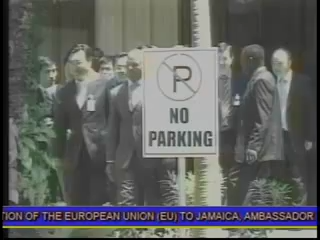 P
NO
PARKING
TION OF THE EUROPEAN UNION (EU) TO JAMAICA, AMBASSADOR